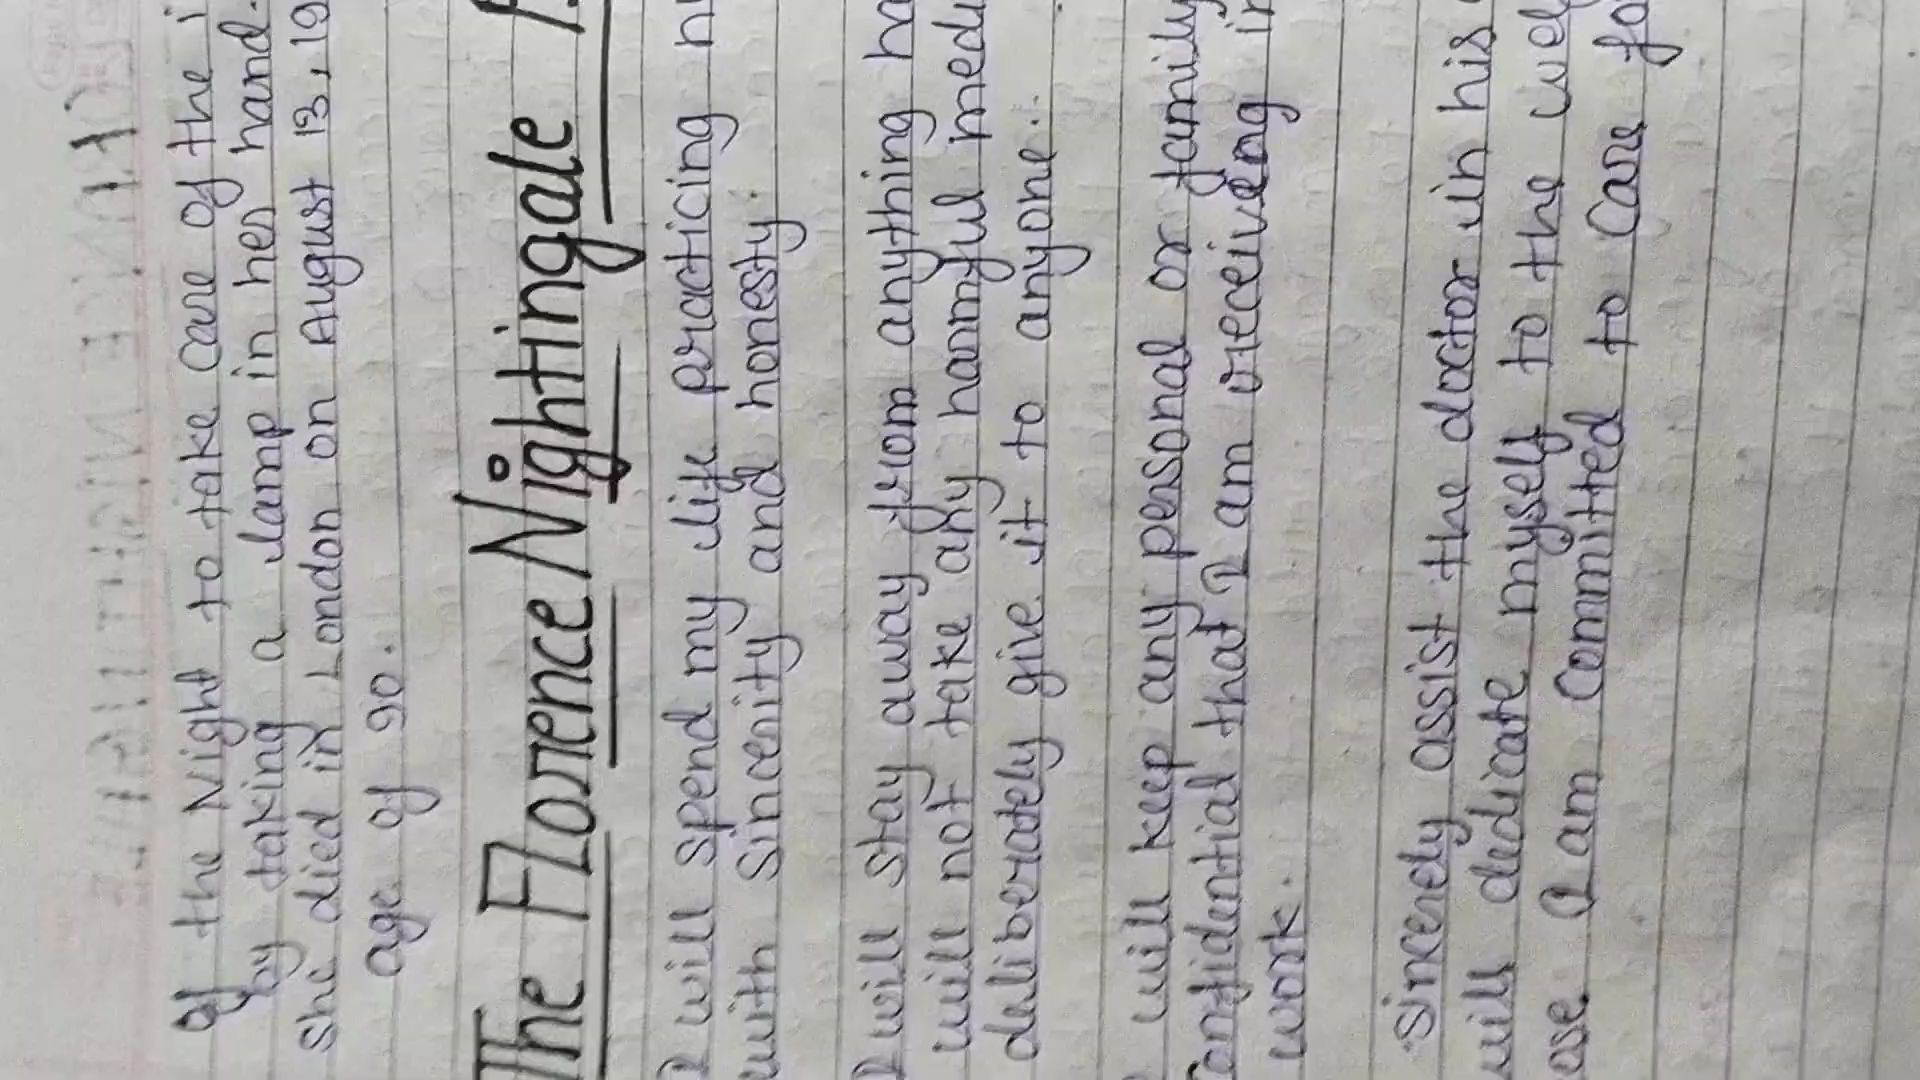 of the Night to take care of the
by taking a lamp in her hand.
she died in London on August 13, 19
age of 90.
The Florence Nightingale
I will spend my life practicing
with sincerity and honesty.
I will stay away from anything
will not take any harmful medi
deliberately give it to anyone.
will keep any personal or family
Confidential that I am receiveing in
work.
Sincerely assist the doctor in his
will dedicate myself to the wel
ose I am Committed to Care fo